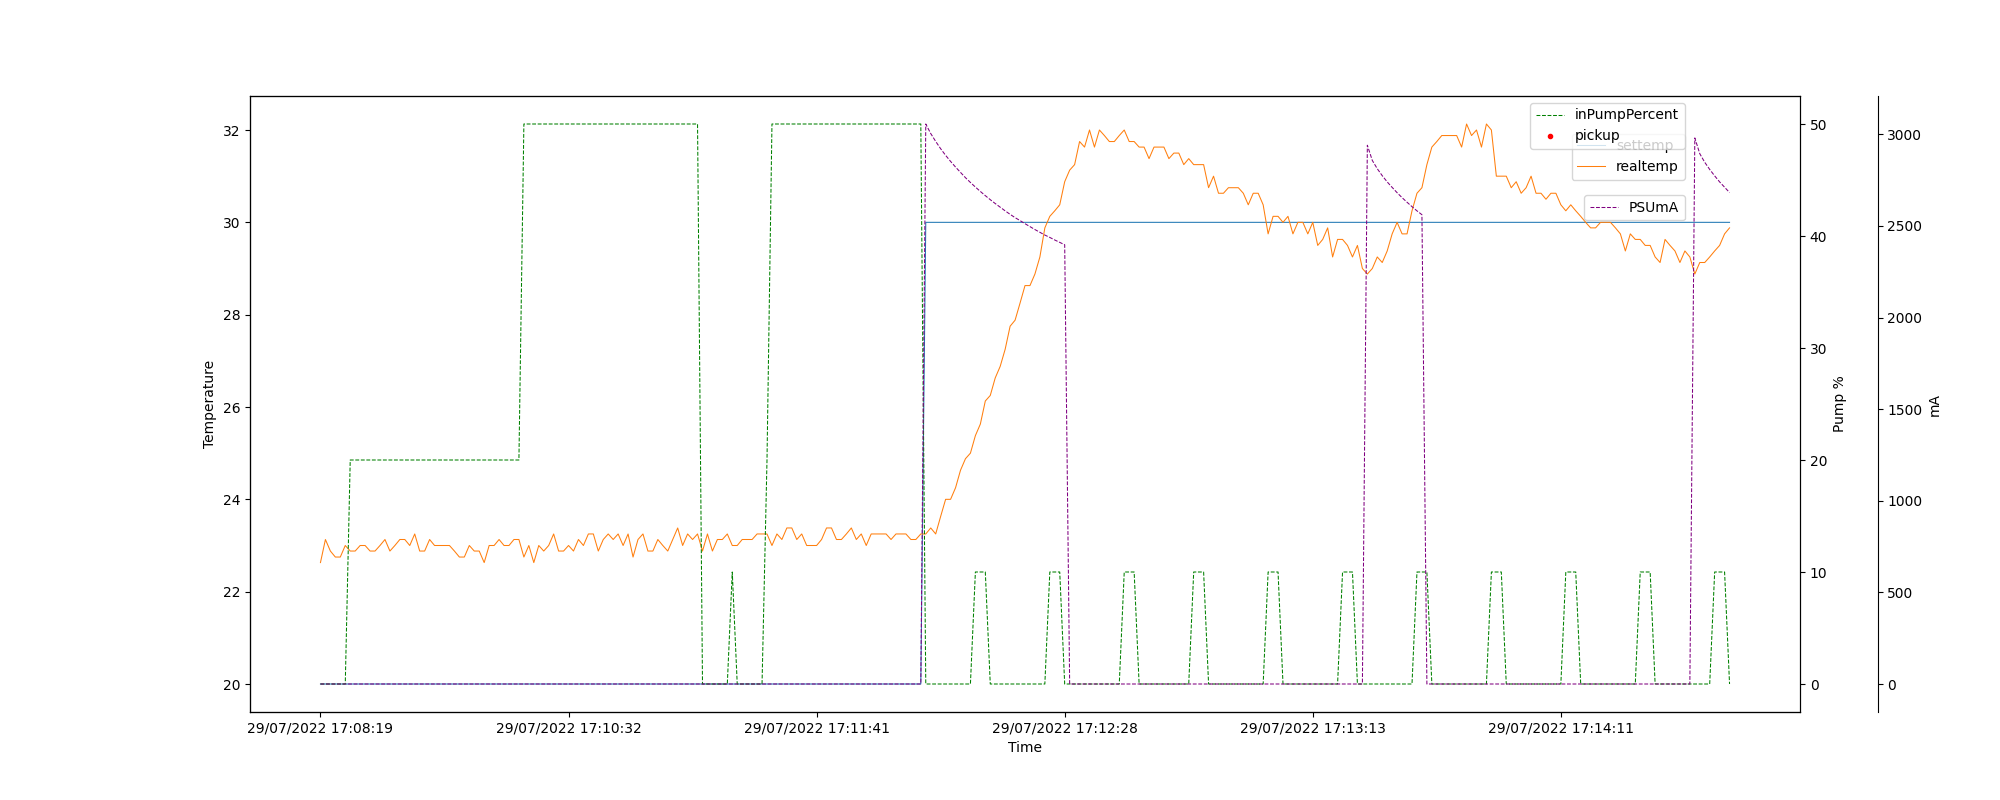 inPumpPercent
pickup
settemp
realtemp
PSUmA
32
30
28
26
24
22
20
Temperature
50
40
30
20
10
0
Pump %
3000
2500
2000
1500
1000
500
0
mA
29/07/2022 17:08:19
29/07/2022 17:10:32
29/07/2022 17:11:41
29/07/2022 17:12:28
29/07/2022 17:13:13
29/07/2022 17:14:11
Time